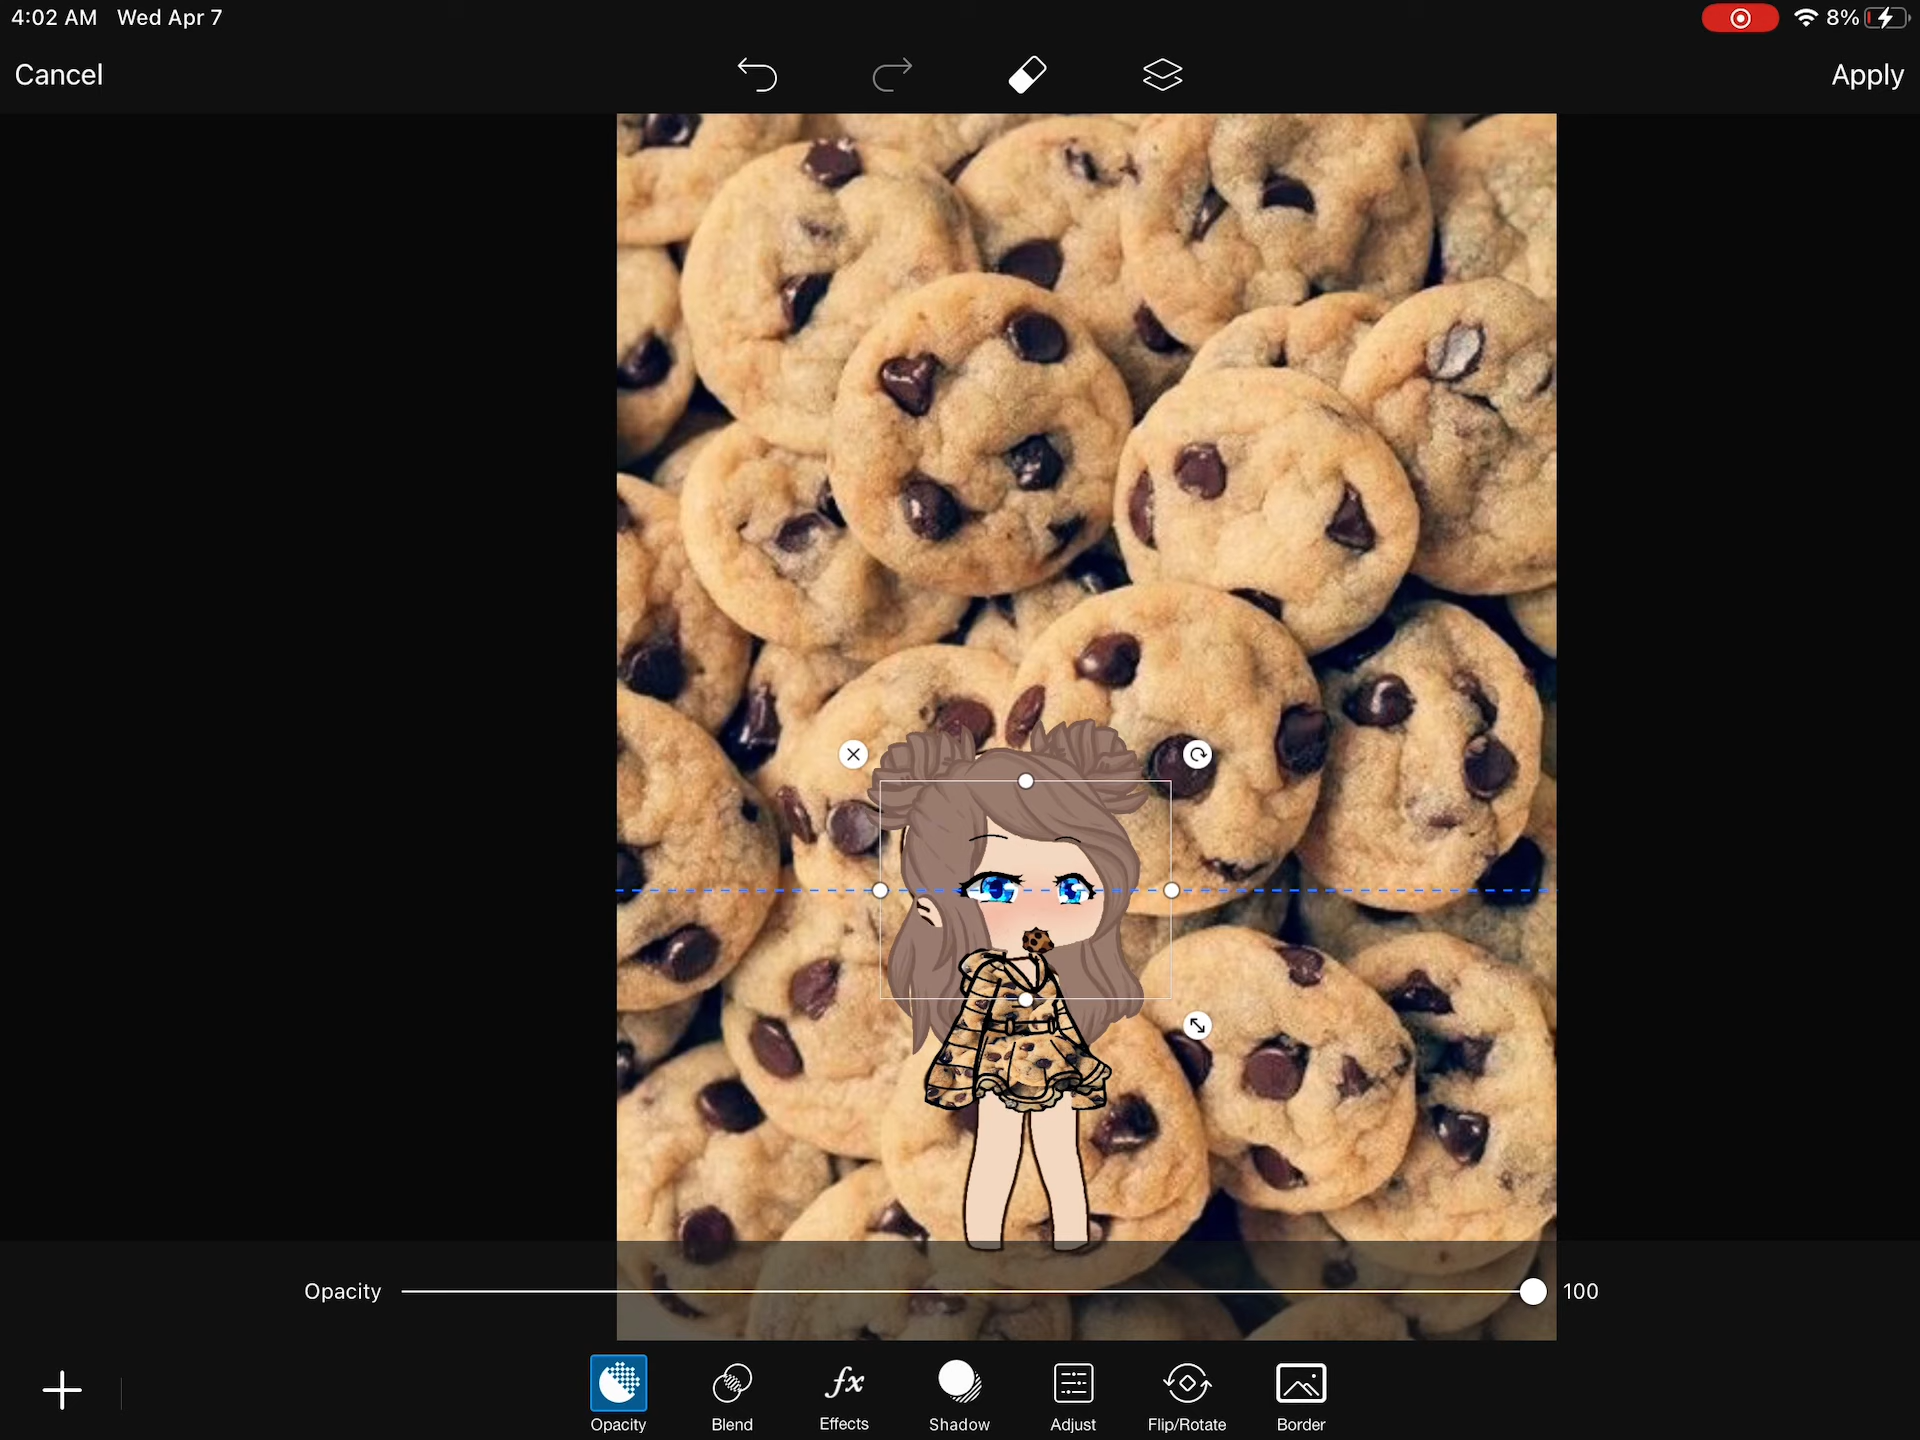 4:02 AM Wed Apr 7
8%
Cancel
Apply
Opacity
100
Opacity
Blend
Effects
Shadow
Adjust
Flip/Rotate
Border